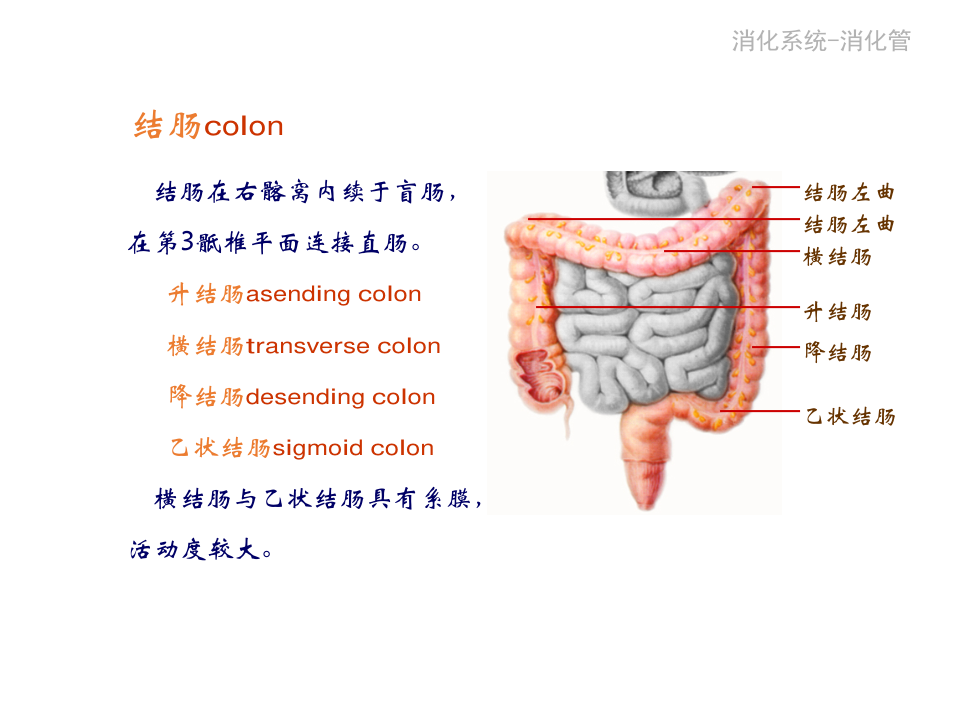 消化系统-消化管
结肠colon
结肠在右髂窝内续于盲肠，
在第3骶椎平面连接直肠。
升结肠asending colon
横结肠transverse colon
降结肠desending colon
乙状结肠sigmoid colon
横结肠与乙状结肠具有系膜，
活动度较大。
结肠左曲
结肠左曲
横结肠
升结肠
降结肠
乙状结肠